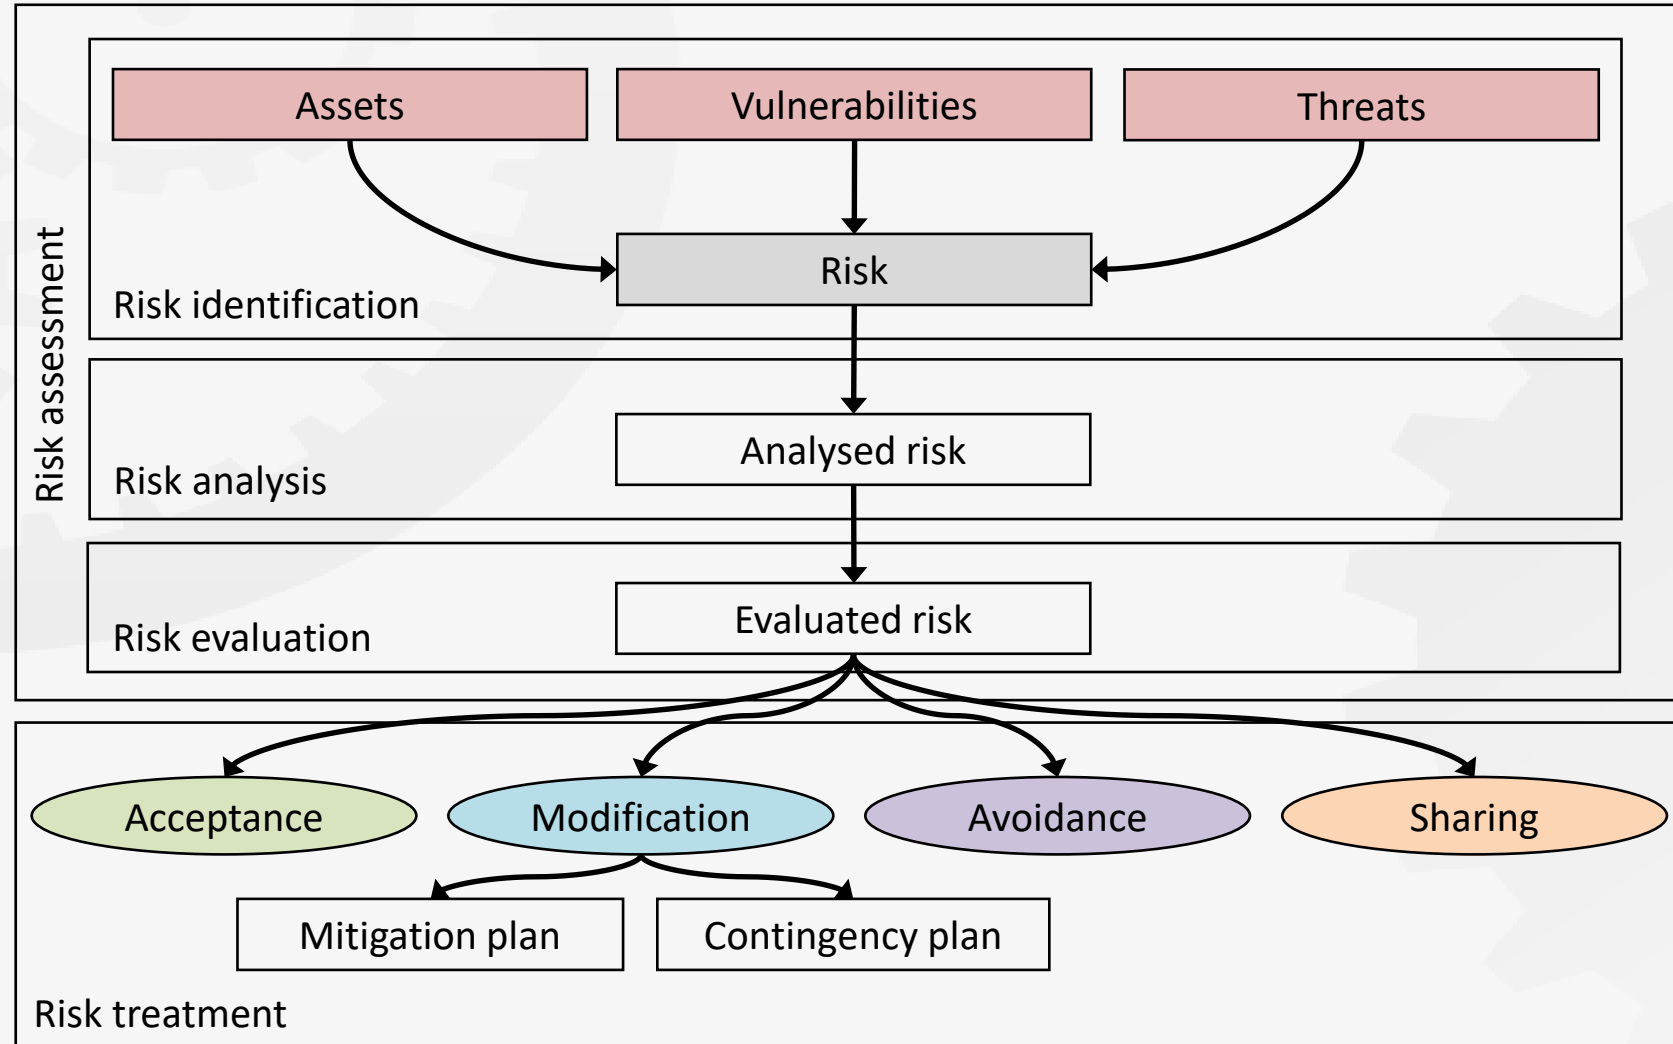 Risk assessment
Assets
Vulnerabilities
Threats
Risk
Risk identification
Analysed risk
Risk analysis
Evaluated risk
Risk evaluation
Acceptance
Modification
Avoidance
Sharing
Mitigation plan
Contingency plan
Risk treatment